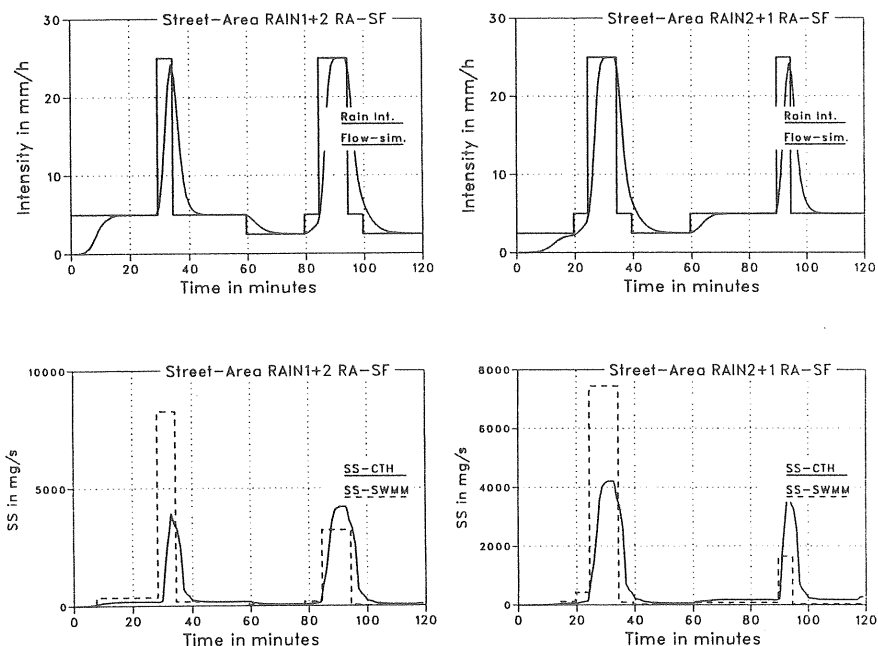 Street-Area RAIN1+2 RA-SF
30
20
10
0
Intensity in mm/h
Rain Int.
Flow-sim.
0 20 40 60 80 100 120
Time in minutes
Street-Area RAIN2+1 RA-SF
30
20
10
0
Intensity in mm/h
Rain Int.
Flow-sim.
0 20 40 60 80 100 120
Time in minutes
Street-Area RAIN1+2 RA-SF
10000
5000
0
SS in mg/s
SS-CTH
SS-SWMM
0 20 40 60 80 100 120
Time in minutes
Street-Area RAIN2+1 RA-SF
8000
6000
4000
2000
0
SS in mg/s
SS-CTH
SS-SWMM
0 20 40 60 80 100 120
Time in minutes